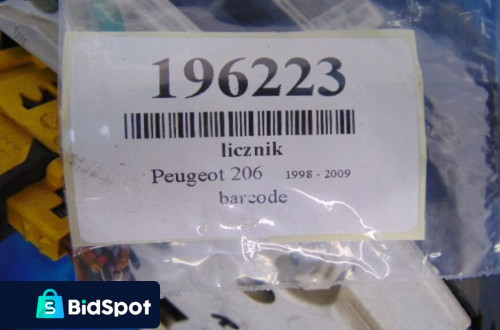 196223
licznik
Peugeot 206 1998 - 2009
barcode
BidSpot